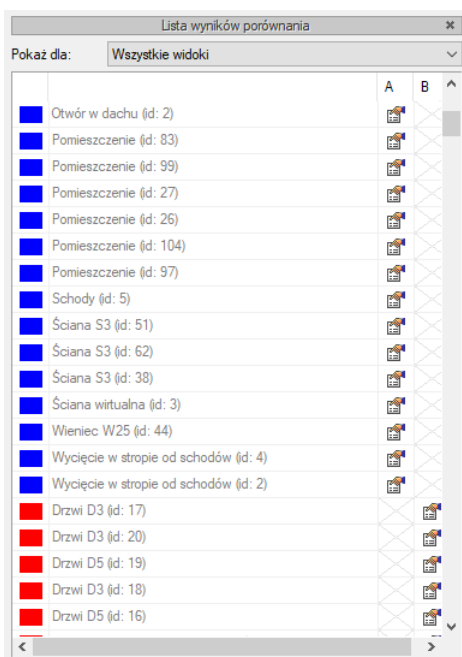 Lista wyników porównania
Pokaż dla: Wszystkie widoki
A B
Otwór w dachu (id: 2)
Pomieszczenie (id: 83)
Pomieszczenie (id: 99)
Pomieszczenie (id: 27)
Pomieszczenie (id: 26)
Pomieszczenie (id: 104)
Pomieszczenie (id: 97)
Schody (id: 5)
Ściana S3 (id: 51)
Ściana S3 (id: 62)
Ściana S3 (id: 38)
Ściana wirtualna (id: 3)
Wieniec W25 (id: 44)
Wycięcie w stropie od schodów (id: 4)
Wycięcie w stropie od schodów (id: 2)
Drzwi D3 (id: 17)
Drzwi D3 (id: 20)
Drzwi D5 (id: 19)
Drzwi D3 (id: 18)
Drzwi D5 (id: 16)